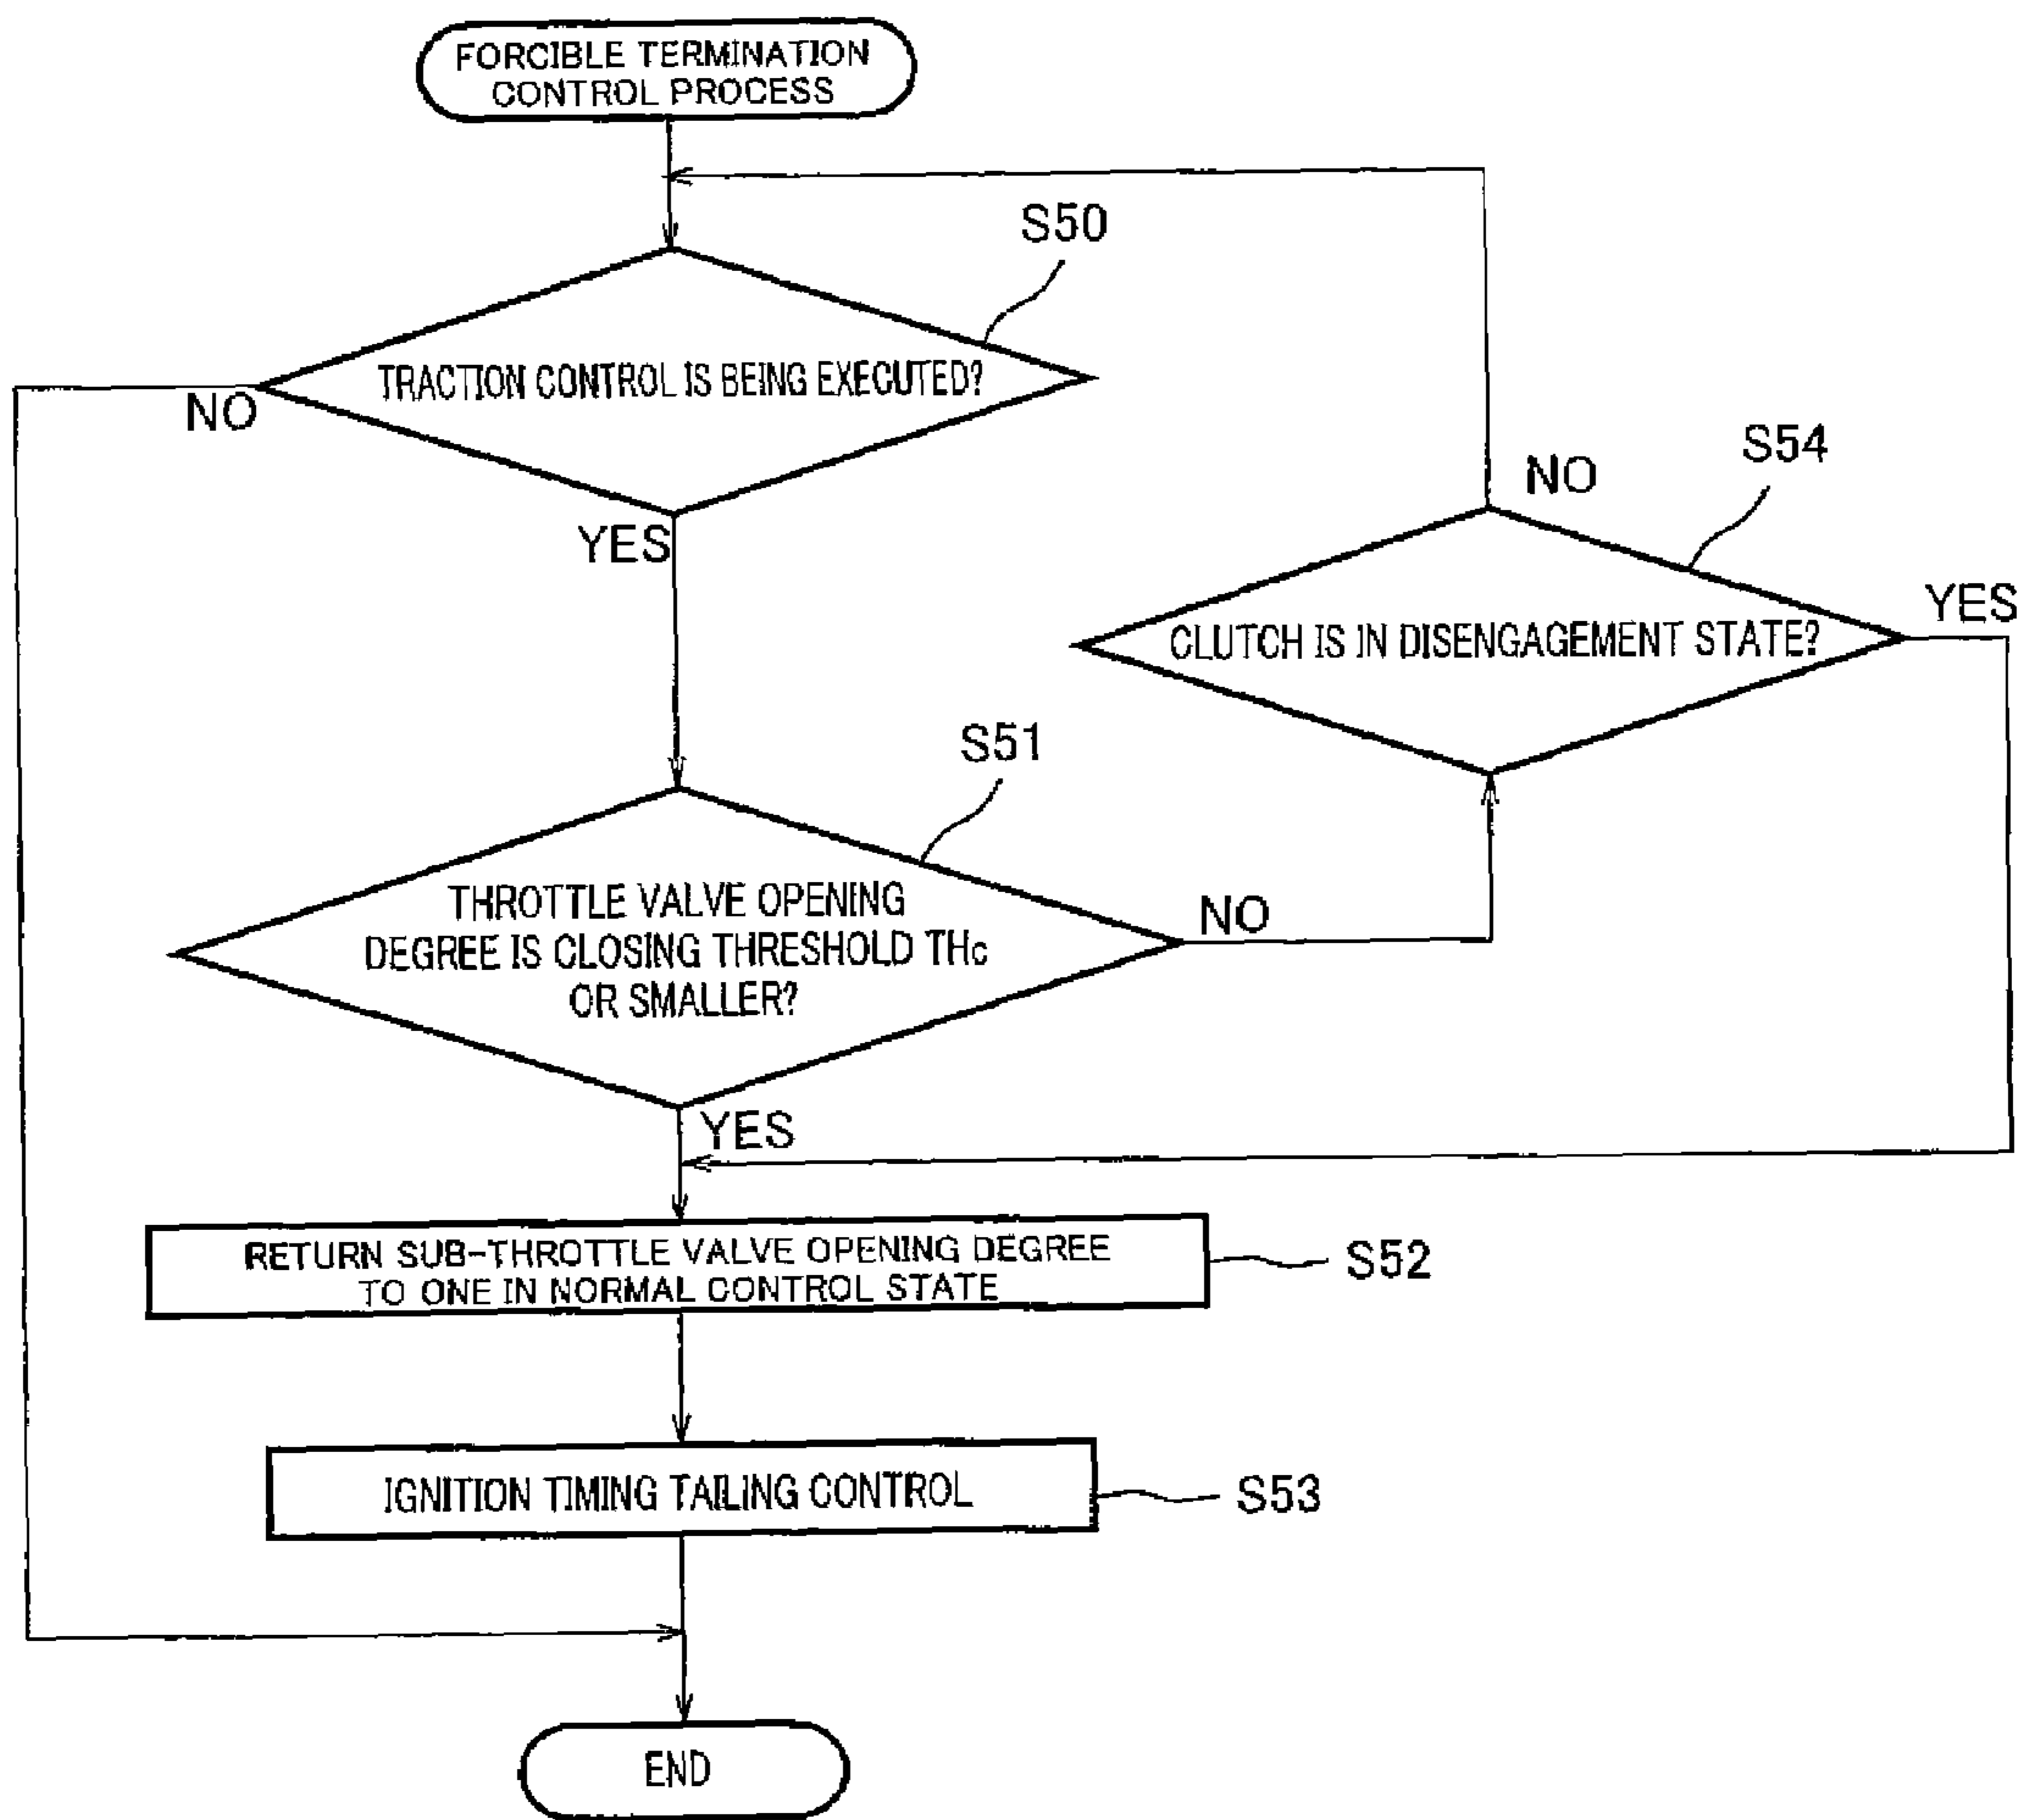 FORCIBLE TERMINATION
CONTROL PROCESS
S50
TRACTION CONTROL IS BEING EXECUTED?
NO
YES
S54
NO
YES
CLUTCH IS IN DISENGAGEMENT STATE?
S51
THROTTLE VALVE OPENING
DEGREE IS CLOSING THRESHOLD THc
OR SMALLER?
NO
YES
RETURN SUB-THROTTLE VALVE OPENING DEGREE
TO ONE IN NORMAL CONTROL STATE
S52
IGNITION TIMING TAILING CONTROL
S53
END